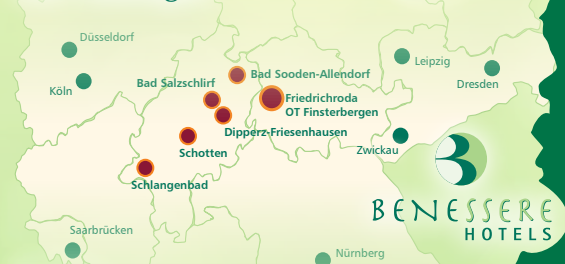 Düsseldorf
Köln
Bad Salzschlirf
Bad Sooden-Allendorf
Leipzig
Dresden
Friedrichroda
OT Finsterbergen
Dipperz-Friesenhausen
Zwickau
Schotten
Schlangenbad
BENESSERE
HOTELS
Saarbrücken
Nürnberg